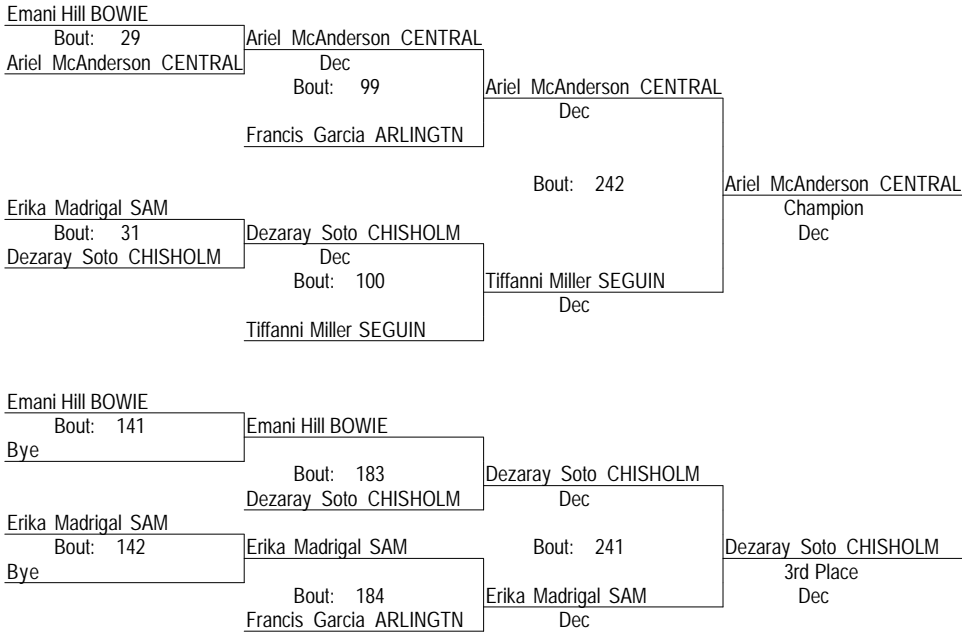 Emani Hill BOWIE
Bout: 29
Ariel McAnderson CENTRAL
Ariel McAnderson CENTRAL
Dec
Bout: 99
Francis Garcia ARLINGTN
Ariel McAnderson CENTRAL
Dec
Bout: 242
Ariel McAnderson CENTRAL
Champion
Dec
Erika Madrigal SAM
Bout: 31
Dezaray Soto CHISHOLM
Dezaray Soto CHISHOLM
Dec
Bout: 100
Tiffanni Miller SEGUIN
Tiffanni Miller SEGUIN
Dec
Emani Hill BOWIE
Bout: 141
Bye
Emani Hill BOWIE
Bout: 183
Dezaray Soto CHISHOLM
Dezaray Soto CHISHOLM
Dec
Erika Madrigal SAM
Bout: 142
Bye
Erika Madrigal SAM
Bout: 184
Francis Garcia ARLINGTN
Bout: 241
Erika Madrigal SAM
Dec
Dezaray Soto CHISHOLM
3rd Place
Dec